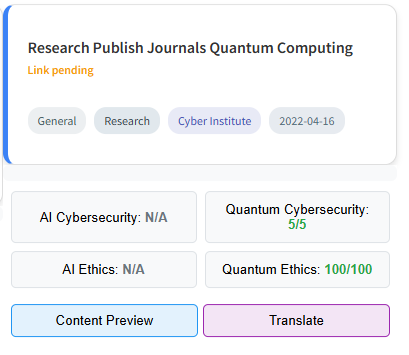 Research Publish Journals Quantum Computing
Link pending
General Research Cyber Institute 2022-04-16
AI Cybersecurity: N/A
Quantum Cybersecurity:
5/5
AI Ethics: N/A
Quantum Ethics: 100/100
Content Preview
Translate